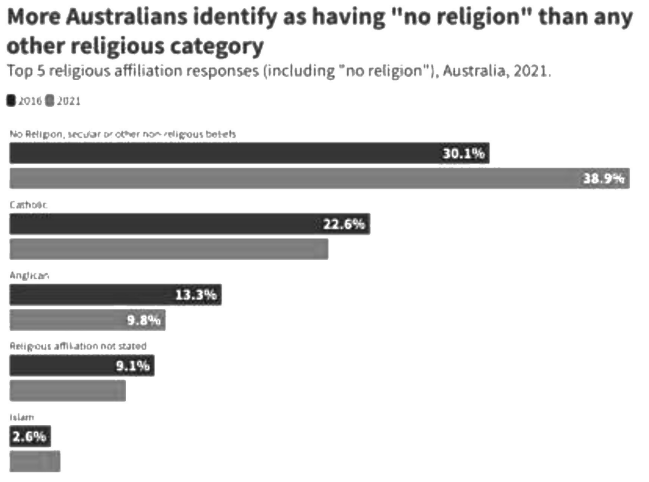 More Australians identify as having "no religion" than any
other religious category
Top 5 religious affiliation responses (including "no religion"), Australia, 2021.
2016 2021
No Religion, secular or other non-religious beliefs
30.1%
38.9%
Catholic
22.6%
Anglican
13.3%
9.8%
Religious affiliation not stated
9.1%
Islam
2.6%